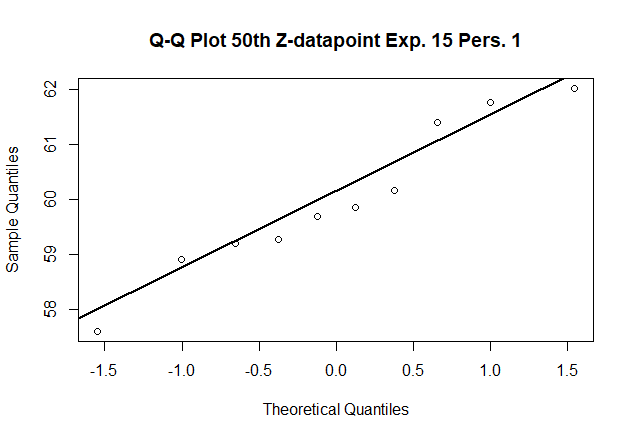 Q-Q Plot 50th Z-datapoint Exp. 15 Pers. 1
Sample Quantiles
62
61
60
59
58
-1.5 -1.0 -0.5 0.0 0.5 1.0 1.5
Theoretical Quantiles